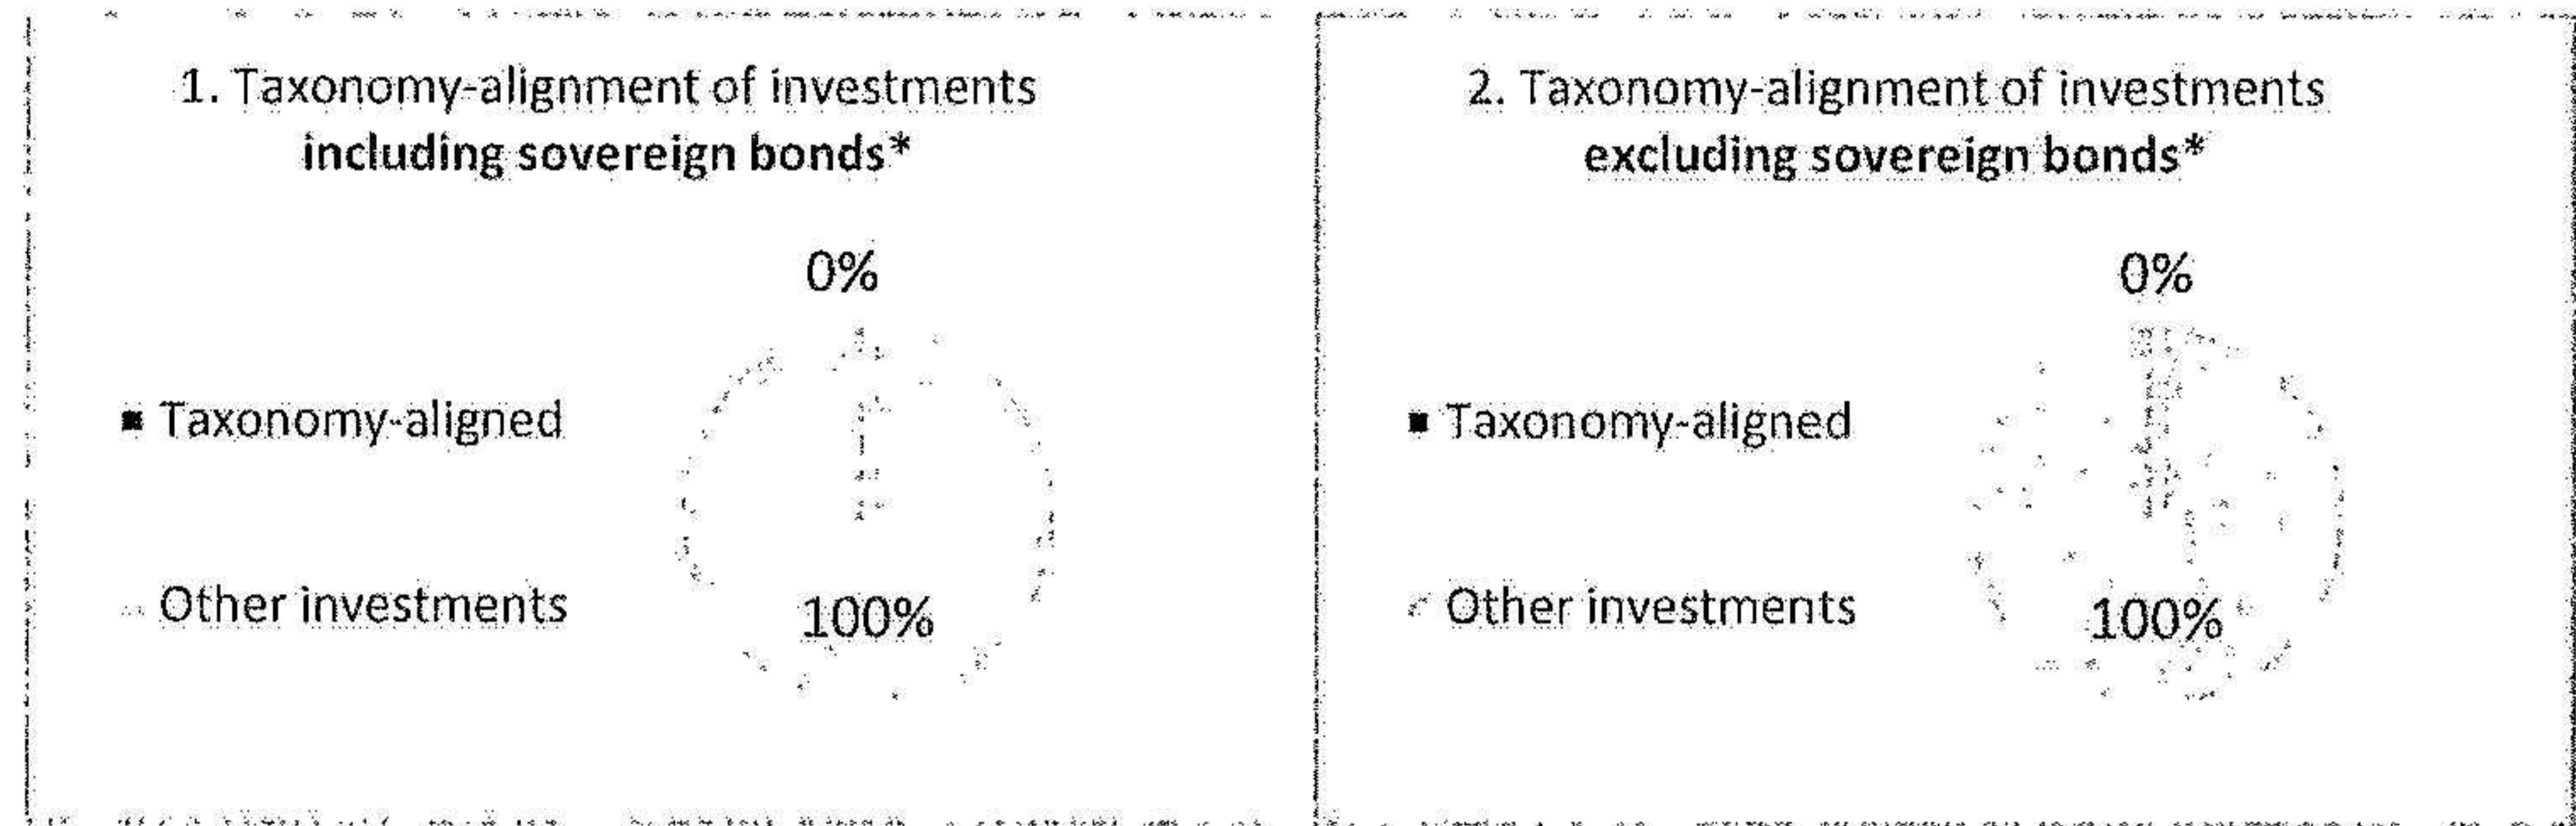 1. Taxonomy-alignment of investments
including sovereign bonds*
0%
Taxonomy-aligned
Other investments
100%
2. Taxonomy-alignment of investments
excluding sovereign bonds*
0%
Taxonomy-aligned
Other investments
100%